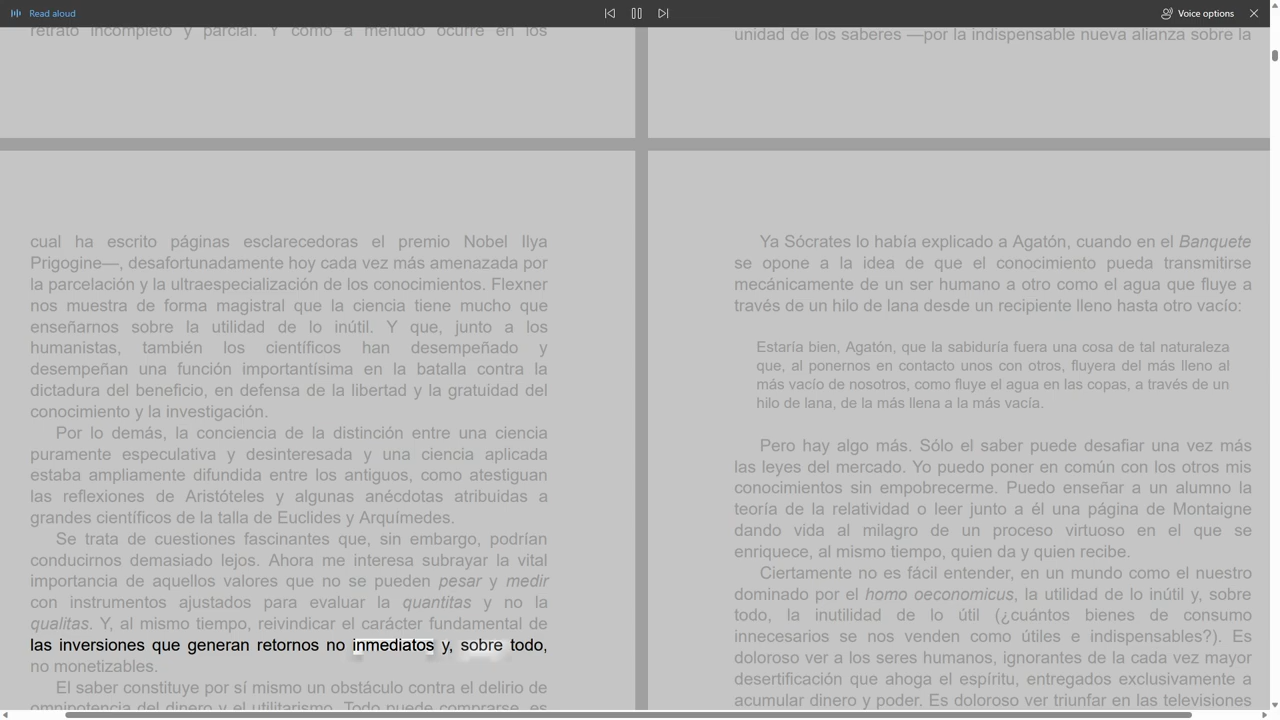 Read aloud
Voice options
retrato incompleto y parcial. Y como a menudo ocurre en los
unidad de los saberes —por la indispensable nueva alianza sobre la
cual ha escrito páginas esclarecedoras el premio Nobel Ilya
Prigogine—, desafortunadamente hoy cada vez más amenazada por
la parcelación y la ultraespecialización de los conocimientos. Flexner
nos muestra de forma magistral que la ciencia tiene mucho que
enseñarnos sobre la utilidad de lo inútil. Y que, junto a los
humanistas, también los científicos han desempeñado y
desempeñan una función importantísima en la batalla contra la
dictadura del beneficio, en defensa de la libertad y la gratuidad del
conocimiento y la investigación.
Por lo demás, la conciencia de la distinción entre una ciencia
puramente especulativa y desinteresada y una ciencia aplicada
estaba ampliamente difundida entre los antiguos, como atestiguan
las reflexiones de Aristóteles y algunas anécdotas atribuidas a
grandes científicos de la talla de Euclides y Arquímedes.
Se trata de cuestiones fascinantes que, sin embargo, podrían
conducirnos demasiado lejos. Ahora me interesa subrayar la vital
importancia de aquellos valores que no se pueden pesar y medir
con instrumentos ajustados para evaluar la quantitas y no la
qualitas. Y, al mismo tiempo, reivindicar el carácter fundamental de
las inversiones que generan retornos no inmediatos y, sobre todo,
no monetizables.
El saber constituye por sí mismo un obstáculo contra el delirio de
omnipotencia del dinero y el utilitarismo. Todo puede comprarse, es
Ya Sócrates lo había explicado a Agatón, cuando en el Banquete
se opone a la idea de que el conocimiento pueda transmitirse
mecánicamente de un ser humano a otro como el agua que fluye a
través de un hilo de lana desde un recipiente lleno hasta otro vacío:
Estaría bien, Agatón, que la sabiduría fuera una cosa de tal naturaleza
que, al ponernos en contacto unos con otros, fluyera del más lleno al
más vacío de nosotros, como fluye el agua en las copas, a través de un
hilo de lana, de la más llena a la más vacía.
Pero hay algo más. Sólo el saber puede desafiar una vez más
las leyes del mercado. Yo puedo poner en común con los otros mis
conocimientos sin empobrecerme. Puedo enseñar a un alumno la
teoría de la relatividad o leer junto a él una página de Montaigne
dando vida al milagro de un proceso virtuoso en el que se
enriquece, al mismo tiempo, quien da y quien recibe.
Ciertamente no es fácil entender, en un mundo como el nuestro
dominado por el homo oeconomicus, la utilidad de lo inútil y, sobre
todo, la inutilidad de lo útil (¿cuántos bienes de consumo
innecesarios se nos venden como útiles e indispensables?). Es
doloroso ver a los seres humanos, ignorantes de la cada vez mayor
desertificación que ahoga el espíritu, entregados exclusivamente a
acumular dinero y poder. Es doloroso ver triunfar en las televisiones